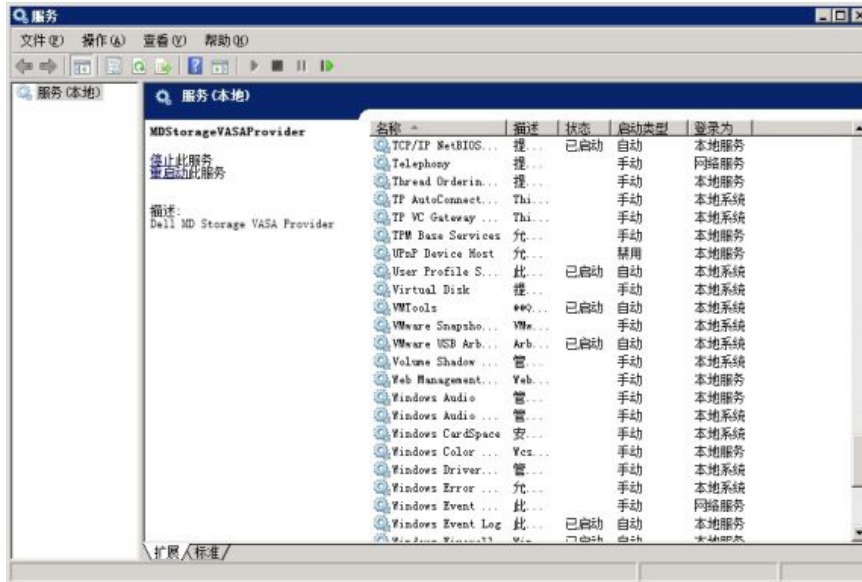 服务
文件(F) 操作(A) 查看(V) 帮助(H)
服务(本地)
服务(本地)
MDStorageVASAProvider
停止此服务
重启动此服务
描述:
Dell MD Storage VASA Provider
名称 描述 状态 启动类型 登录为
TCP/IP NetBIOS... 提... 已启动 自动 本地服务
Telephony 提... 手动 网络服务
Thread Orderin... 提... 手动 本地服务
TP AutoConnect... Thi... 手动 本地系统
TP VC Gateway ... Thi... 手动 本地系统
TPM Base Services 允... 手动 本地服务
UPnP Device Host 允... 禁用 本地服务
User Profile S... 此... 已启动 自动 本地系统
Virtual Disk 提... 手动 本地系统
VMTools 已启动 自动 本地系统
VMware Snapsho... VMw... 手动 本地系统
VMware USB Arb... Arb... 已启动 自动 本地系统
Volume Shadow ... 管... 手动 本地系统
Web Management... Web... 手动 本地服务
Windows Audio 管... 手动 本地服务
Windows Audio ... 管... 手动 本地系统
Windows CardSpace 安... 手动 本地系统
Windows Color ... Wcs... 手动 本地服务
Windows Driver... 管... 手动 本地系统
Windows Error ... 允... 手动 本地系统
Windows Event ... 此... 手动 网络服务
Windows Event Log 此... 已启动 自动 本地服务
Windows Firewall Win... 已启动 自动 本地服务
扩展 标准